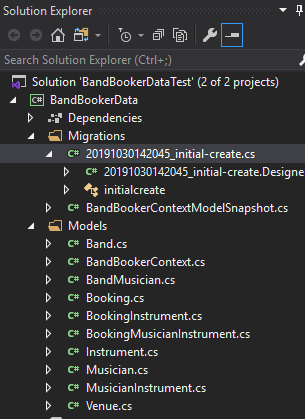 Solution Explorer
Search Solution Explorer (Ctrl+;)
Solution 'BandBookerDataTest' (2 of 2 projects)
C# BandBookerData
Dependencies
Migrations
C# 20191030142045_initial-create.cs
C# 20191030142045_initial-create.Designe
initialcreate
C# BandBookerContextModelSnapshot.cs
Models
C# Band.cs
C# BandBookerContext.cs
C# BandMusician.cs
C# Booking.cs
C# BookingInstrument.cs
C# BookingMusicianInstrument.cs
C# Instrument.cs
C# Musician.cs
C# MusicianInstrument.cs
C# Venue.cs